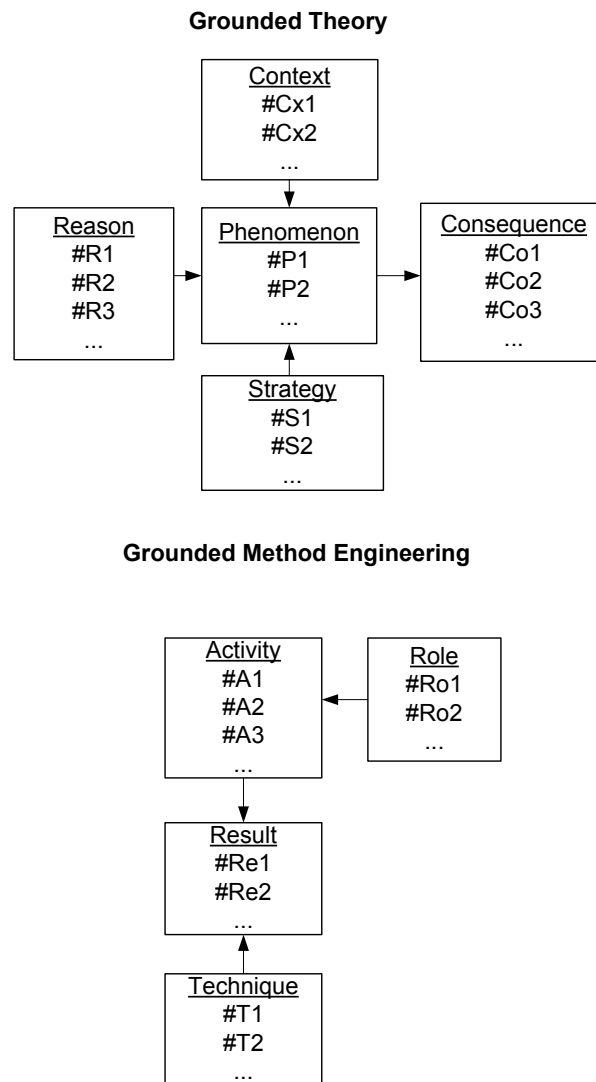 Grounded Theory
Context
#Cx1
#Cx2
...
Reason
#R1
#R2
#R3
...
Phenomenon
#P1
#P2
...
Consequence
#Co1
#Co2
#Co3
...
Strategy
#S1
#S2
...
Grounded Method Engineering
Activity
#A1
#A2
#A3
...
Role
#Ro1
#Ro2
...
Result
#Re1
#Re2
...
Technique
#T1
#T2
...